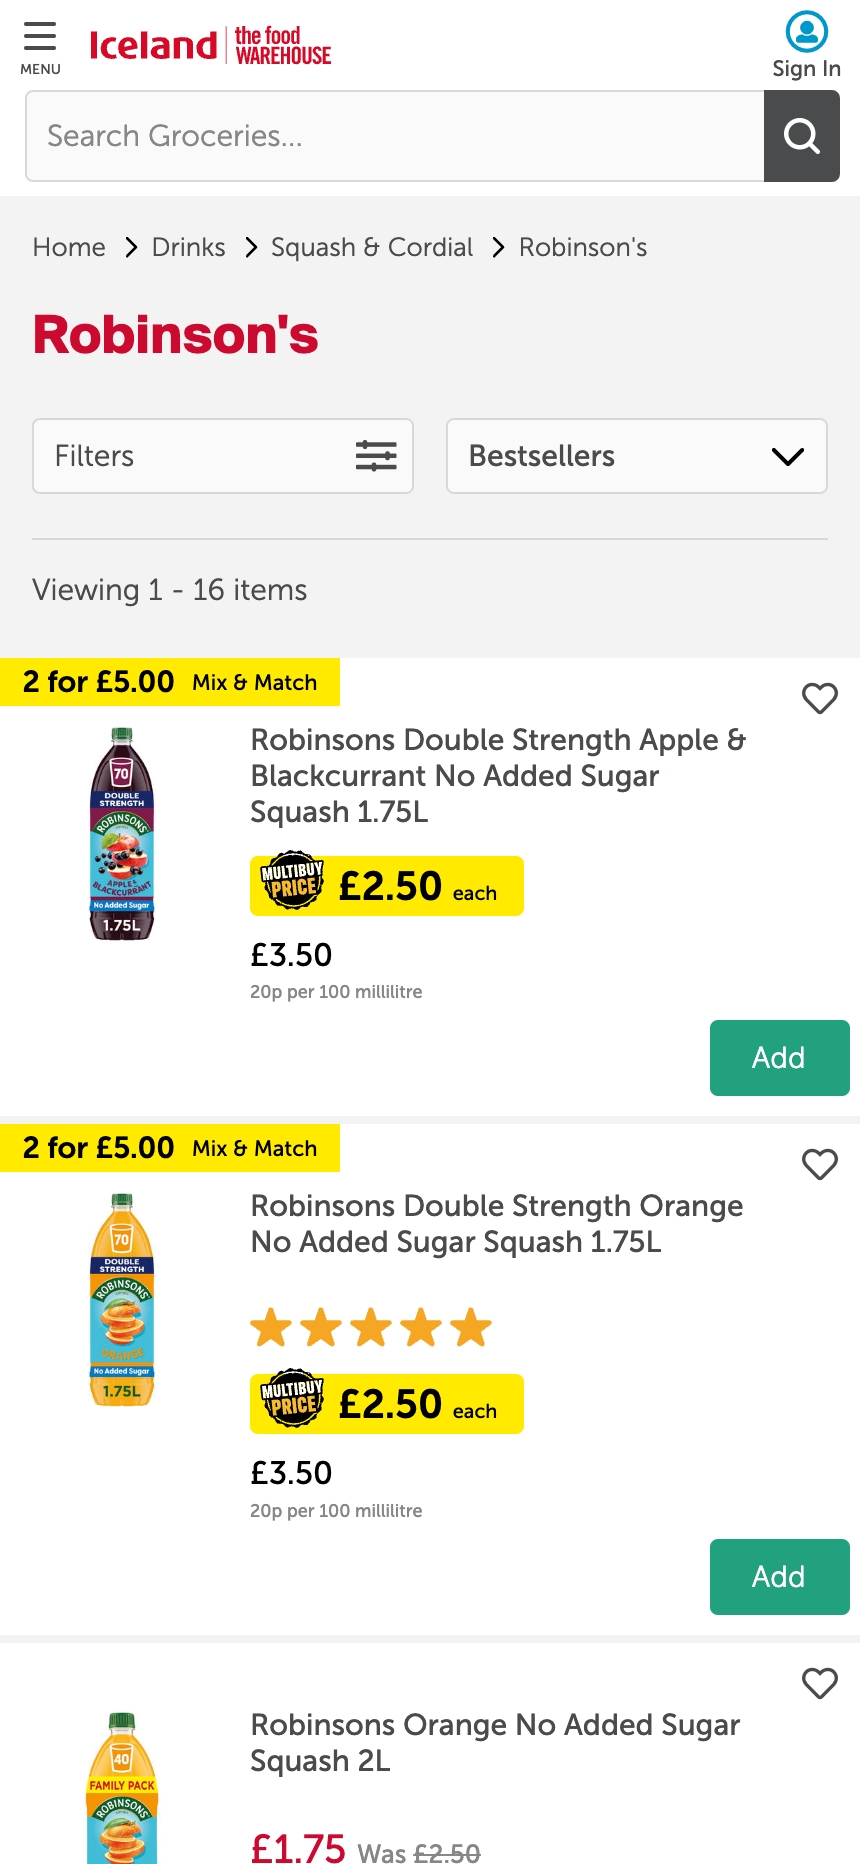 MENU
Iceland
the food
WAREHOUSE
Sign In
Search Groceries...
Home > Drinks > Squash & Cordial > Robinson's
Robinson's
Filters
Bestsellers
Viewing 1 - 16 items
2 for £5.00 Mix & Match
Robinsons Double Strength Apple &
Blackcurrant No Added Sugar
Squash 1.75L
70
DOUBLE
STRENGTH
ROBINSONS
APPLE &
BLACKCURRANT
No Added Sugar
1.75L
MULTIBUY
PRICE
£2.50 each
£3.50
20p per 100 millilitre
Add
2 for £5.00 Mix & Match
Robinsons Double Strength Orange
No Added Sugar Squash 1.75L
70
DOUBLE
STRENGTH
ROBINSONS
ORANGE
No Added Sugar
1.75L
MULTIBUY
PRICE
£2.50 each
£3.50
20p per 100 millilitre
Add
Robinsons Orange No Added Sugar
Squash 2L
40
FAMILY PACK
ROBINSONS
£1.75 Was £2.50